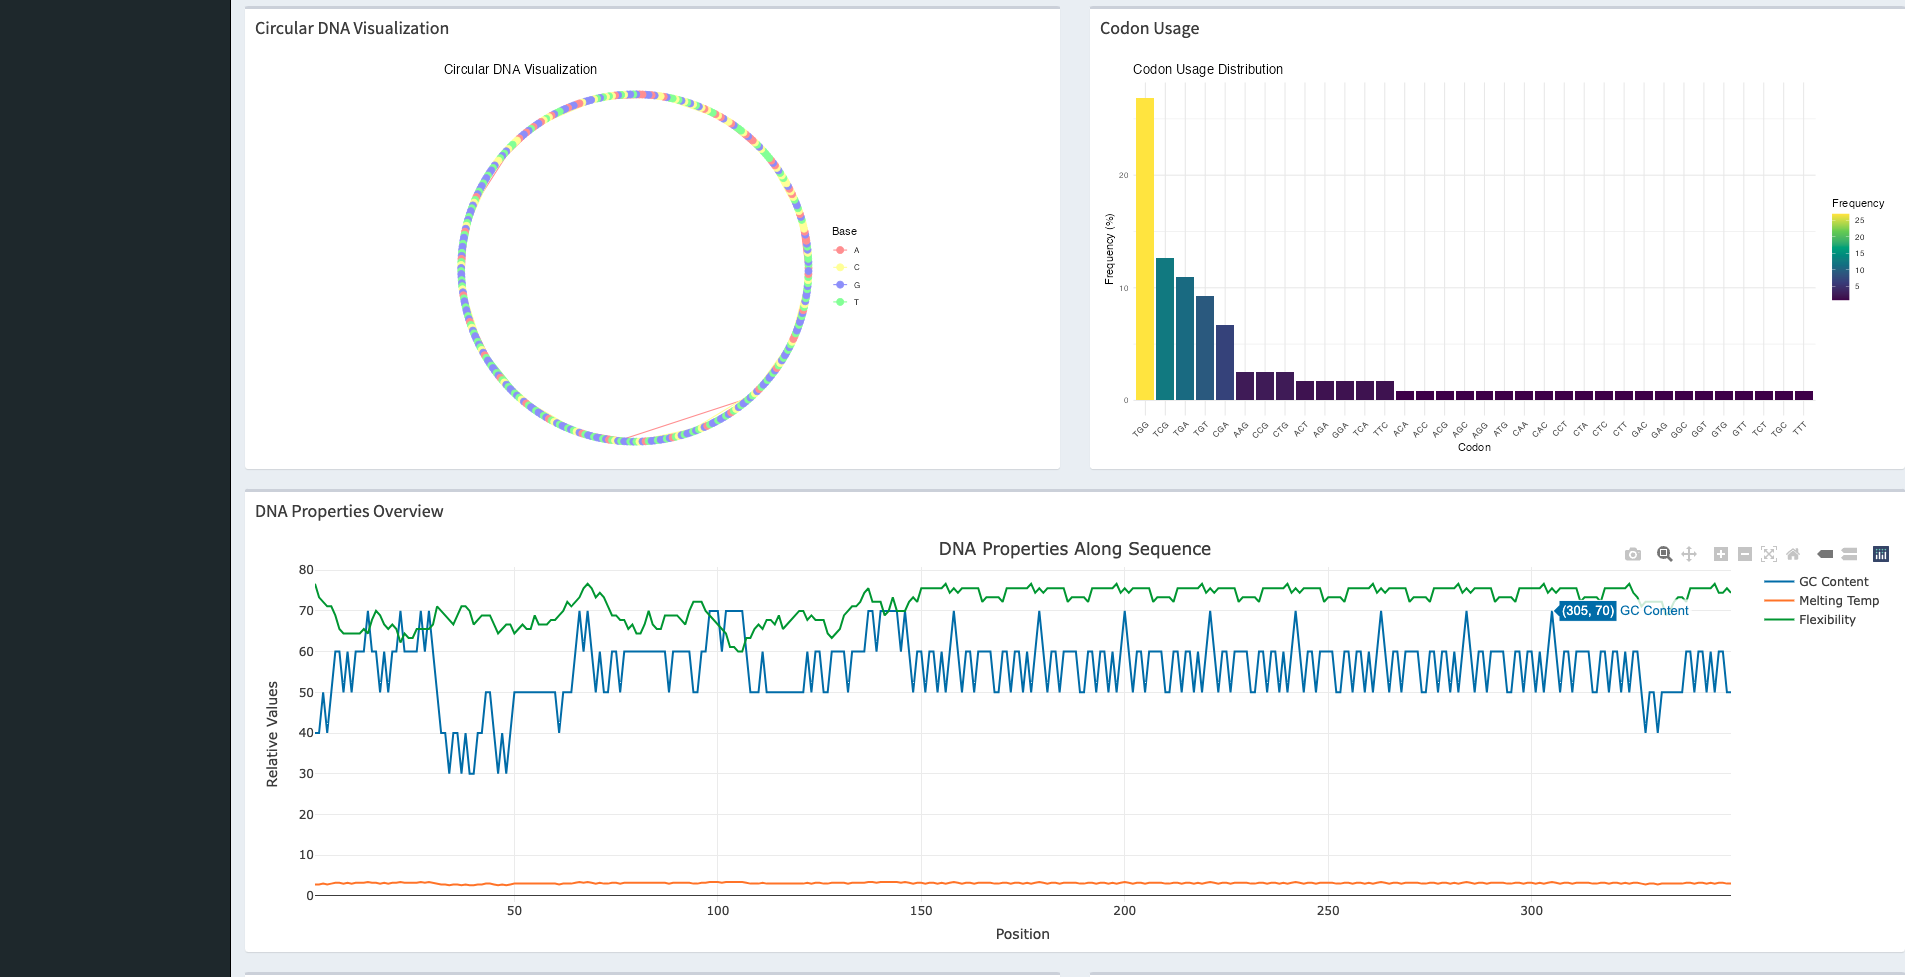 Circular DNA Visualization
Circular DNA Visualization
Base
A
C
G
T
Codon Usage
Codon Usage Distribution
Frequency (%)
20
10
0
TGG TCG TGA TGT CGA AAG CCG CTG ACT AGA GGA TCA TTC ACA ACC ACG AGC AGG ATG CAA CAC CCT CTA CTC CTT GAC GAG GGC GGT GTG GTT TCT TGC TTT
Codon
Frequency
25
20
15
10
5
DNA Properties Overview
DNA Properties Along Sequence
Relative Values
80
70
60
50
40
30
20
10
0
50 100 150 200 250 300
Position
(305, 70) GC Content
GC Content
Melting Temp
Flexibility